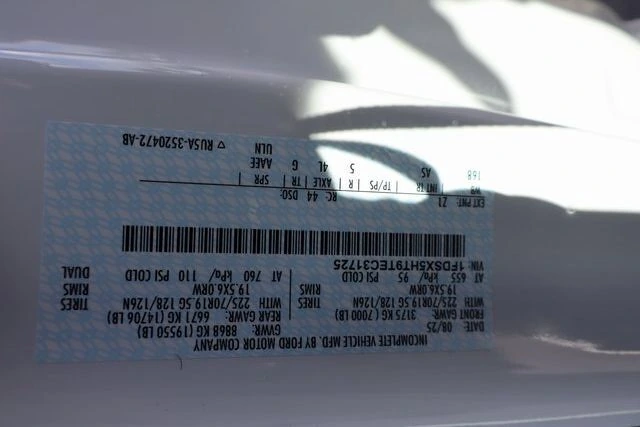 INCOMPLETE VEHICLE MFD. BY FORD MOTOR COMPANY
DATE: 08/25 GVWR: 8868 KG (19550 LB)
FRONT GAWR: 3175 KG (7000 LB) REAR GAWR: 6671 KG (14706 LB)
WITH 225/70R19.5G 128/126N TIRES WITH 225/70R19.5G 128/126N TIRES
19.5X6.0RW RIMS 19.5X6.0RW RIMS
AT 655 kPa/ 95 PSI COLD AT 760 kPa/ 110 PSI COLD DUAL
VIN: 1FDSX5HT9TEC31725
EXT PNT: Z1 RC: 44 DSO:
WB INT TR TP/PS R AXLE TR SPR
168 AS 5 4L G AAEE
ULN
▽ RUSA-3520472-AB